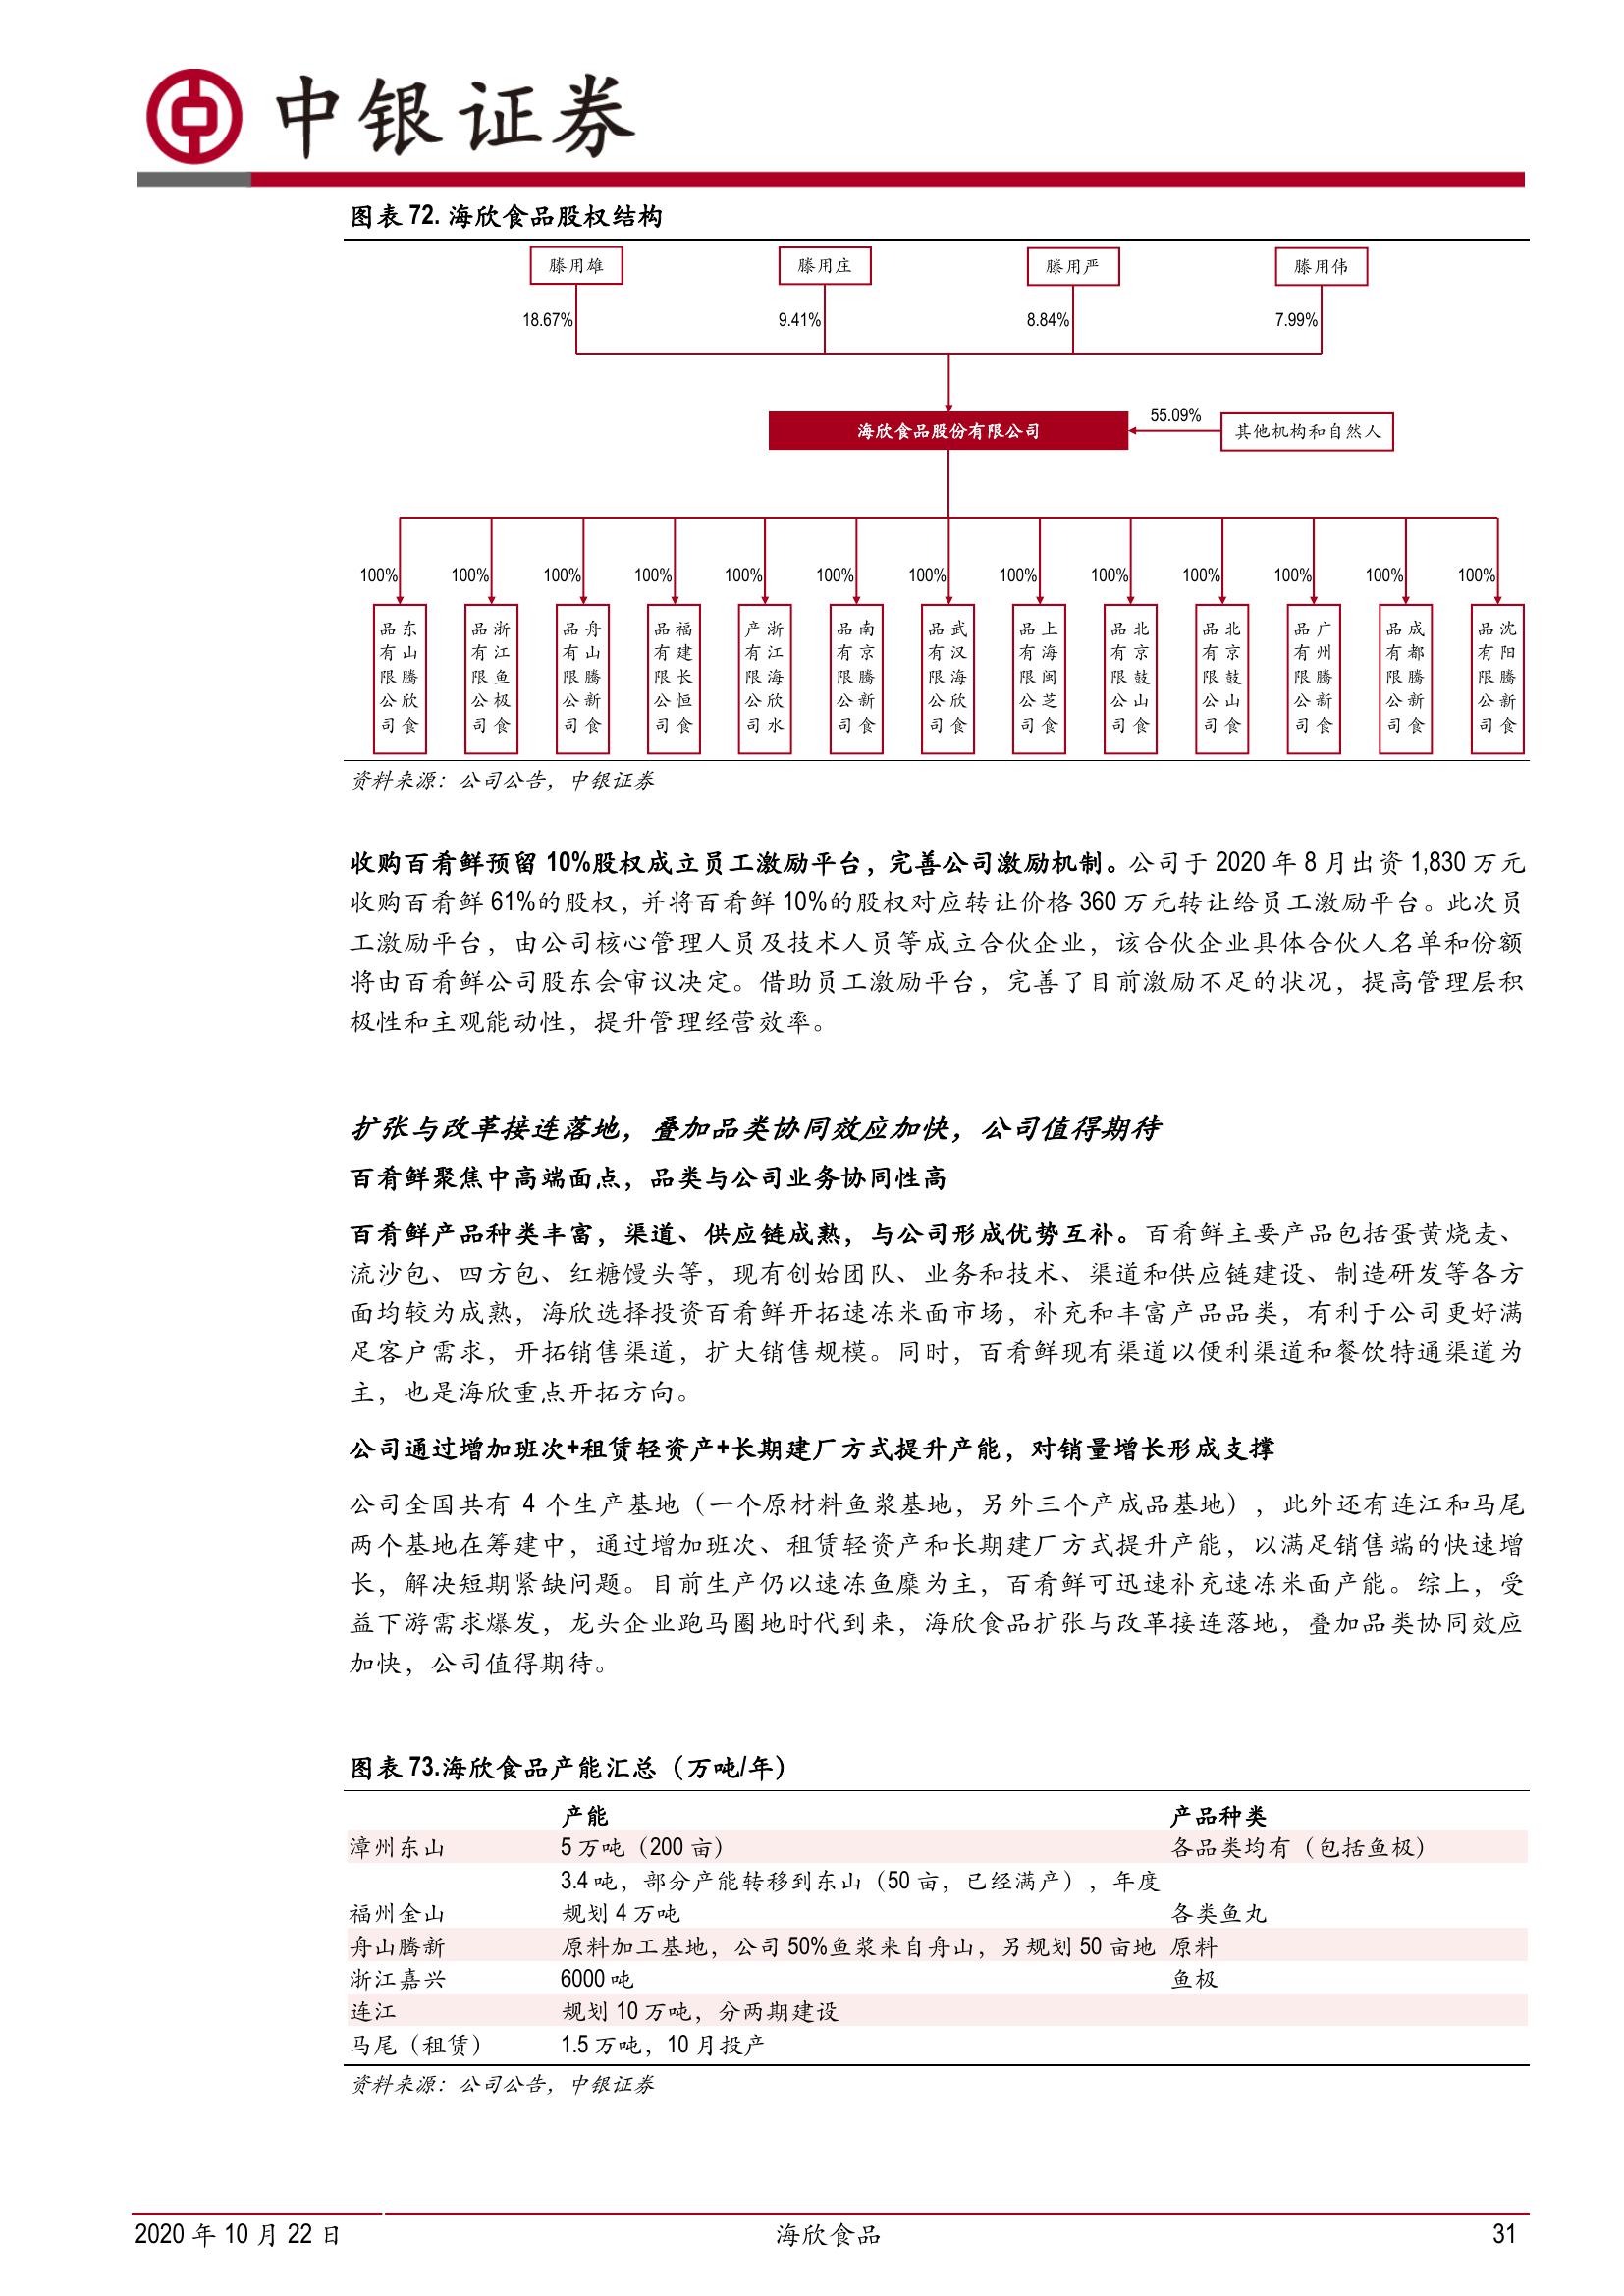 中银证券
图表 72. 海欣食品股权结构
滕用雄
滕用庄
滕用严
滕用伟
18.67%
9.41%
8.84%
7.99%
海欣食品股份有限公司
55.09%
其他机构和自然人
100%
100%
100%
100%
100%
100%
100%
100%
100%
100%
100%
100%
100%
东山腾欣食
品有限公司
浙江鱼极食
品有限公司
舟山腾新食
品有限公司
福建长恒食
品有限公司
浙江海欣水
产有限公司
南京腾新食
品有限公司
武汉海欣食
品有限公司
上海闽芝食
品有限公司
北京鼓山食
品有限公司
北京鼓山食
品有限公司
广州腾新食
品有限公司
成都腾新食
品有限公司
沈阳腾新食
品有限公司
资料来源：公司公告，中银证券
收购百肴鲜预留 10%股权成立员工激励平台，完善公司激励机制。公司于 2020 年 8 月出资 1,830 万元
收购百肴鲜 61%的股权，并将百肴鲜 10%的股权对应转让价格 360 万元转让给员工激励平台。此次员
工激励平台，由公司核心管理人员及技术人员等成立合伙企业，该合伙企业具体合伙人名单和份额
将由百肴鲜公司股东会审议决定。借助员工激励平台，完善了目前激励不足的状况，提高管理层积
极性和主观能动性，提升管理经营效率。
扩张与改革接连落地，叠加品类协同效应加快，公司值得期待
百肴鲜聚焦中高端面点，品类与公司业务协同性高
百肴鲜产品种类丰富，渠道、供应链成熟，与公司形成优势互补。百肴鲜主要产品包括蛋黄烧麦、
流沙包、四方包、红糖馒头等，现有创始团队、业务和技术、渠道和供应链建设、制造研发等各方
面均较为成熟，海欣选择投资百肴鲜开拓速冻米面市场，补充和丰富产品品类，有利于公司更好满
足客户需求，开拓销售渠道，扩大销售规模。同时，百肴鲜现有渠道以便利渠道和餐饮特通渠道为
主，也是海欣重点开拓方向。
公司通过增加班次+租赁轻资产+长期建厂方式提升产能，对销量增长形成支撑
公司全国共有 4 个生产基地（一个原材料鱼浆基地，另外三个产成品基地），此外还有连江和马尾
两个基地在筹建中，通过增加班次、租赁轻资产和长期建厂方式提升产能，以满足销售端的快速增
长，解决短期紧缺问题。目前生产仍以速冻鱼糜为主，百肴鲜可迅速补充速冻米面产能。综上，受
益下游需求爆发，龙头企业跑马圈地时代到来，海欣食品扩张与改革接连落地，叠加品类协同效应
加快，公司值得期待。
图表 73.海欣食品产能汇总（万吨/年）
产能 产品种类
漳州东山 5 万吨（200 亩） 各品类均有（包括鱼极）
3.4 吨，部分产能转移到东山（50 亩，已经满产），年度
福州金山 规划 4 万吨 各类鱼丸
舟山腾新 原料加工基地，公司 50%鱼浆来自舟山，另规划 50 亩地 原料
浙江嘉兴 6000 吨 鱼极
连江 规划 10 万吨，分两期建设
马尾（租赁） 1.5 万吨，10 月投产
资料来源：公司公告，中银证券
2020 年 10 月 22 日 海欣食品 31